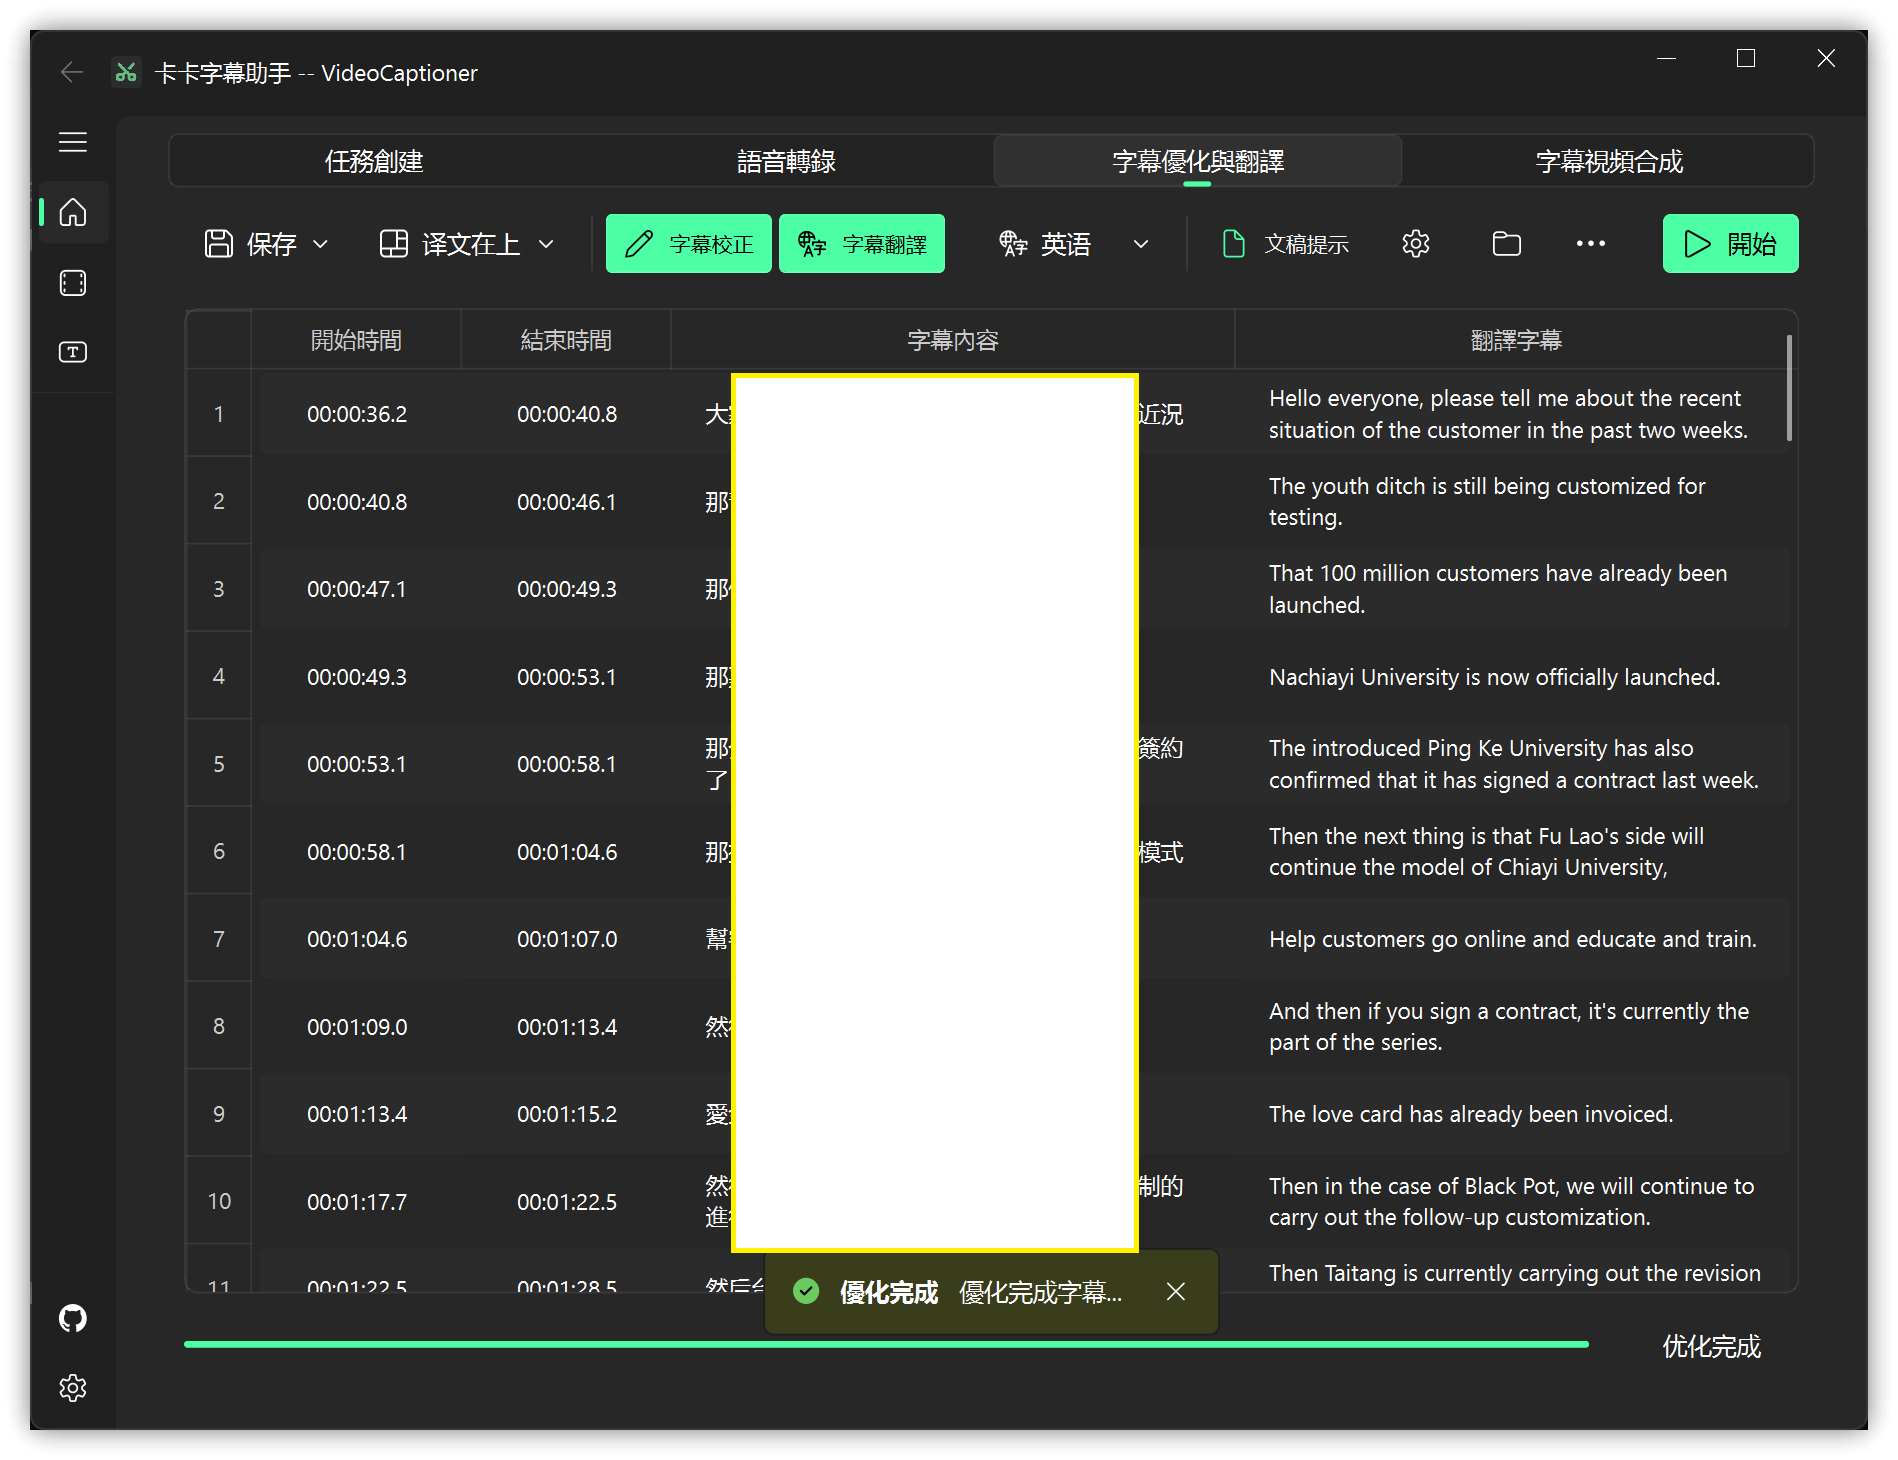 卡卡字幕助手 -- VideoCaptioner
任務創建 語音轉錄 字幕優化與翻譯 字幕視頻合成
保存 译文在上 字幕校正 字幕翻譯 英语 文稿提示 開始
開始時間 結束時間 字幕內容 翻譯字幕
1 00:00:36.2 00:00:40.8 近況 Hello everyone, please tell me about the recent
situation of the customer in the past two weeks.
2 00:00:40.8 00:00:46.1 那 The youth ditch is still being customized for
testing.
3 00:00:47.1 00:00:49.3 那 That 100 million customers have already been
launched.
4 00:00:49.3 00:00:53.1 那 Nachiayi University is now officially launched.
5 00:00:53.1 00:00:58.1 那 簽約 The introduced Ping Ke University has also
了 confirmed that it has signed a contract last week.
6 00:00:58.1 00:01:04.6 那 模式 Then the next thing is that Fu Lao's side will
continue the model of Chiayi University,
7 00:01:04.6 00:01:07.0 幫 Help customers go online and educate and train.
8 00:01:09.0 00:01:13.4 然 And then if you sign a contract, it's currently the
part of the series.
9 00:01:13.4 00:01:15.2 愛 The love card has already been invoiced.
10 00:01:17.7 00:01:22.5 然 制的 Then in the case of Black Pot, we will continue to
進 carry out the follow-up customization.
11 00:01:22.5 00:01:28.5 Then Taitang is currently carrying out the revision
優化完成 優化完成字幕...
优化完成